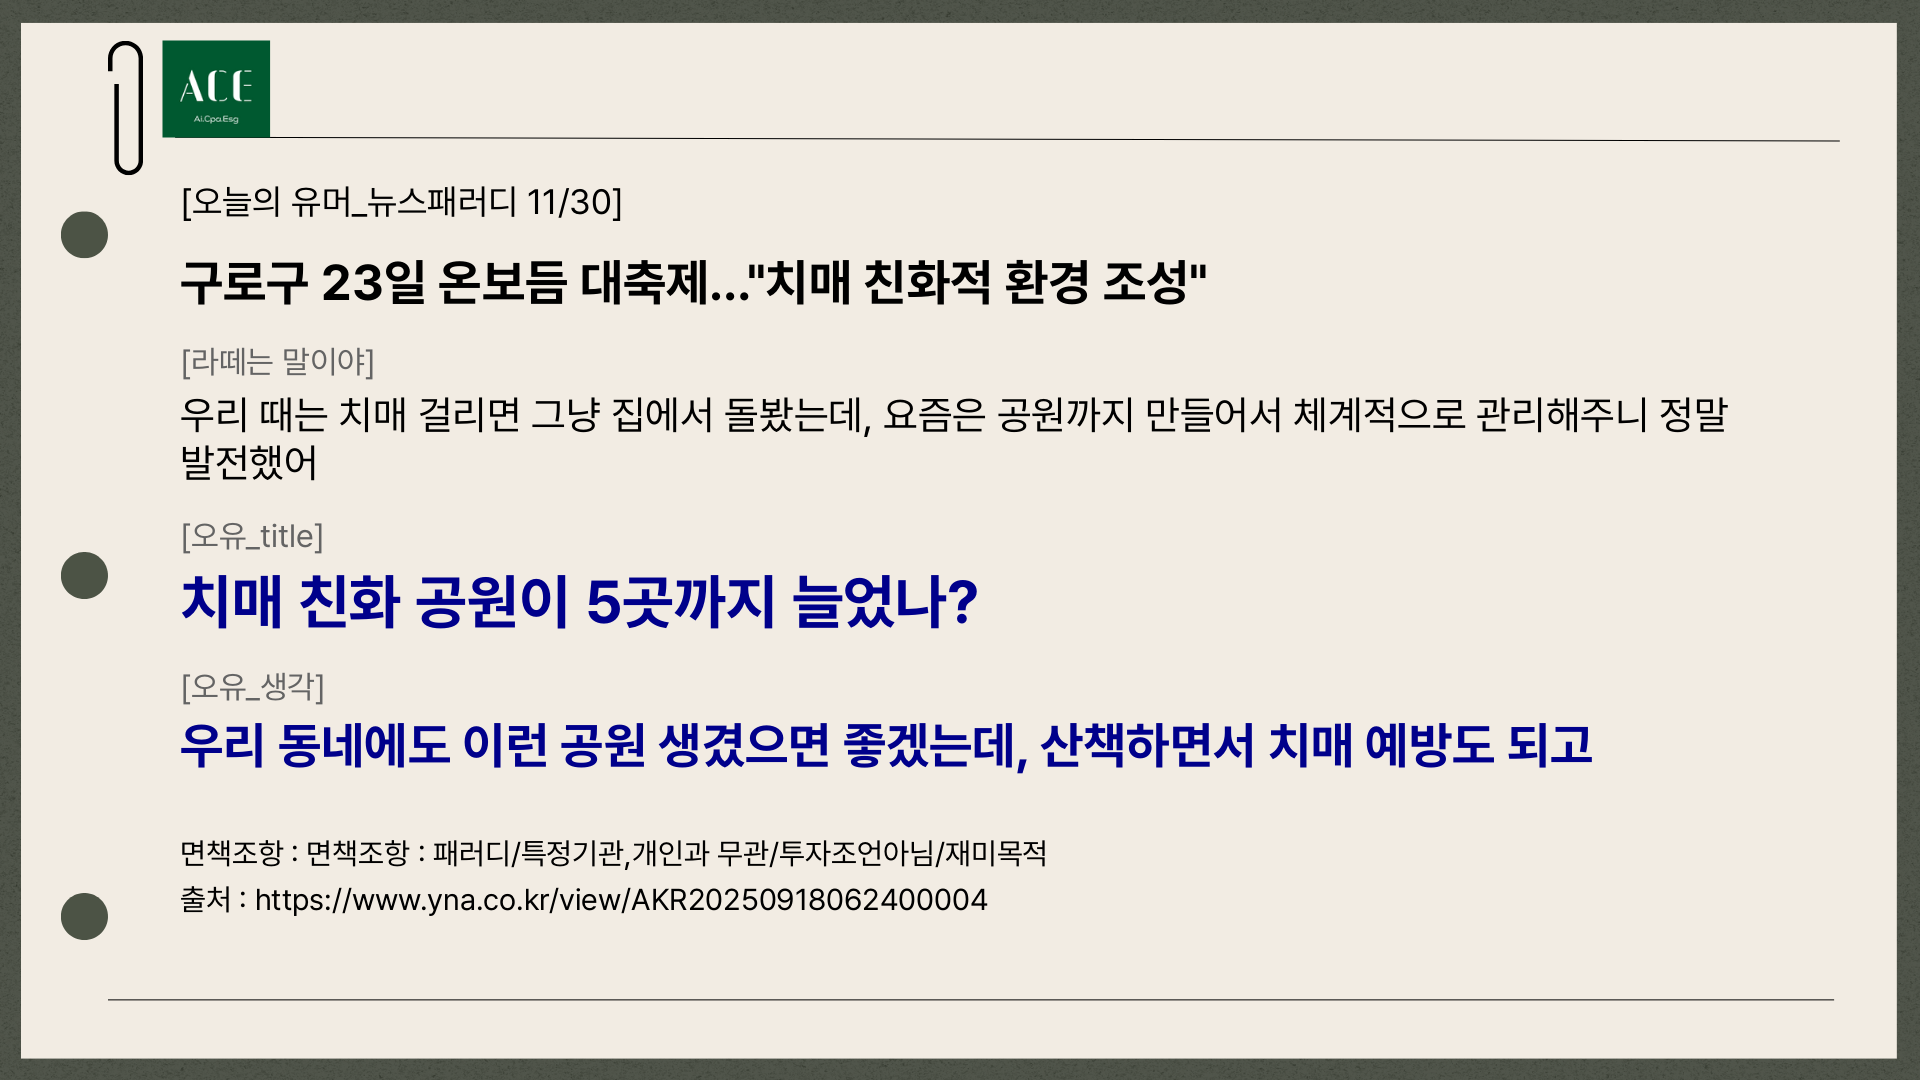 ACE
Ai.Cpa.Esg
[오늘의 유머_뉴스패러디 11/30]
구로구 23일 온보듬 대축제..."치매 친화적 환경 조성"
[라떼는 말이야]
우리 때는 치매 걸리면 그냥 집에서 돌봤는데, 요즘은 공원까지 만들어서 체계적으로 관리해주니 정말
발전했어
[오유_title]
치매 친화 공원이 5곳까지 늘었나?
[오유_생각]
우리 동네에도 이런 공원 생겼으면 좋겠는데, 산책하면서 치매 예방도 되고
면책조항 : 면책조항 : 패러디/특정기관,개인과 무관/투자조언아님/재미목적
출처 : https://www.yna.co.kr/view/AKR20250918062400004